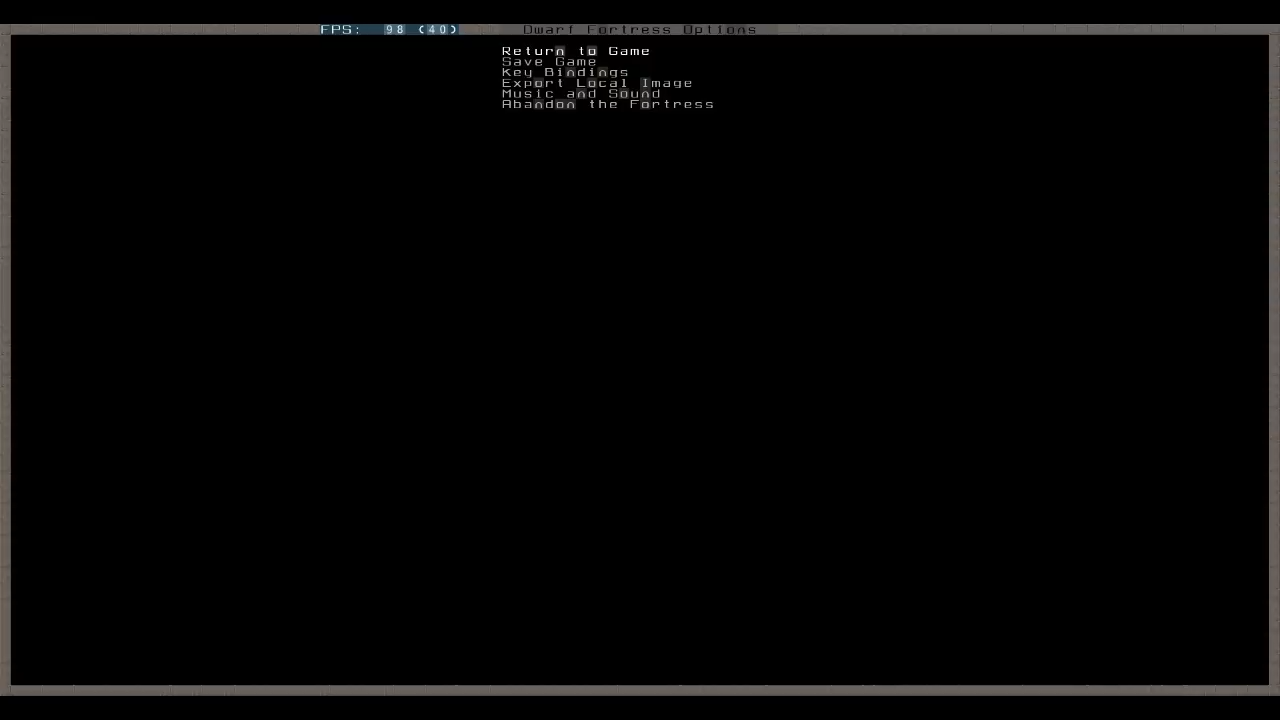 FPS: 98 (40) Dwarf Fortress Options
Return to Game
Save Game
Key Bindings
Export Local Image
Music and Sound
Abandon the Fortress